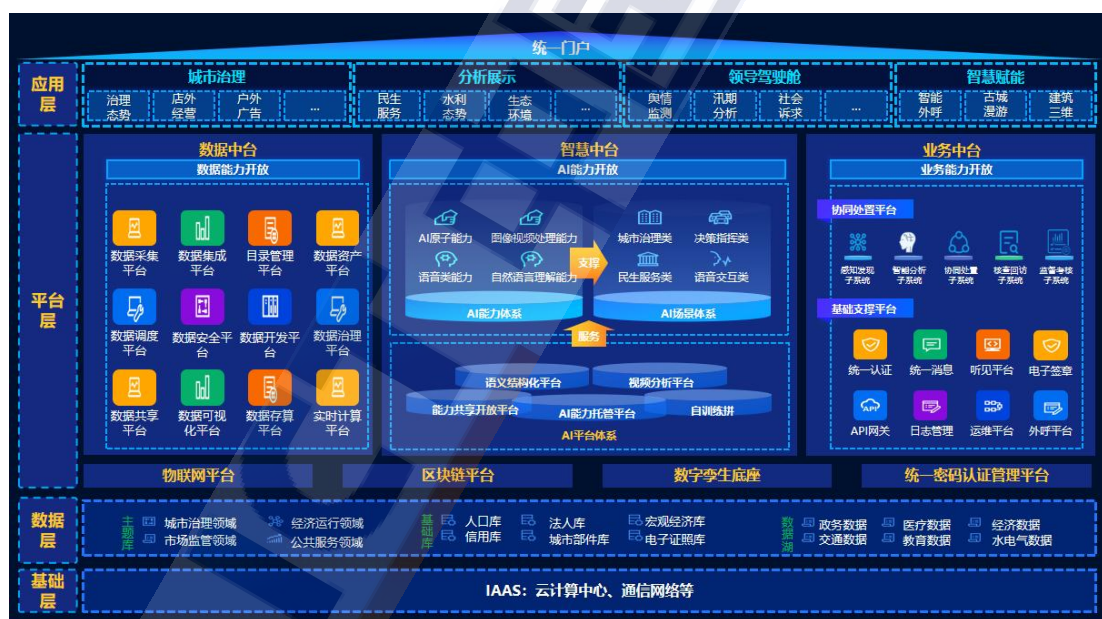 统一门户
应用层
城市治理
治理态势
店外经营
户外广告
...
分析展示
民生服务
水利态势
生态环境
...
领导驾驶舱
舆情监测
汛期分析
社会诉求
...
智慧赋能
智能外呼
古城漫游
建筑三维
平台层
数据中台
数据能力开放
数据采集平台
数据集成平台
目录管理平台
数据资产平台
数据调度平台
数据安全平台
数据开发平台
数据治理平台
数据共享平台
数据可视化平台
数据存算平台
实时计算平台
智慧中台
AI能力开放
AI原子能力
图像视频处理能力
语音类能力
自然语言理解能力
AI能力体系
支撑
城市治理类
决策指挥类
民生服务类
语音交互类
AI场景体系
服务
语义结构化平台
视频分析平台
能力共享开放平台
AI能力托管平台
自训练拼
AI平台体系
业务中台
业务能力开放
协同处置平台
感知发现子系统
智能分析子系统
协同处置子系统
核查回访子系统
监督考核子系统
基础支撑平台
统一认证
统一消息
听见平台
电子签章
API
API网关
日志管理
运维平台
外呼平台
物联网平台
区块链平台
数字孪生底座
统一密码认证管理平台
数据层
主题库
城市治理领域
经济运行领域
市场监管领域
公共服务领域
基础库
人口库
法人库
宏观经济库
信用库
城市部件库
电子证照库
数据湖
政务数据
医疗数据
经济数据
交通数据
教育数据
水电气数据
基础层
IAAS：云计算中心、通信网络等